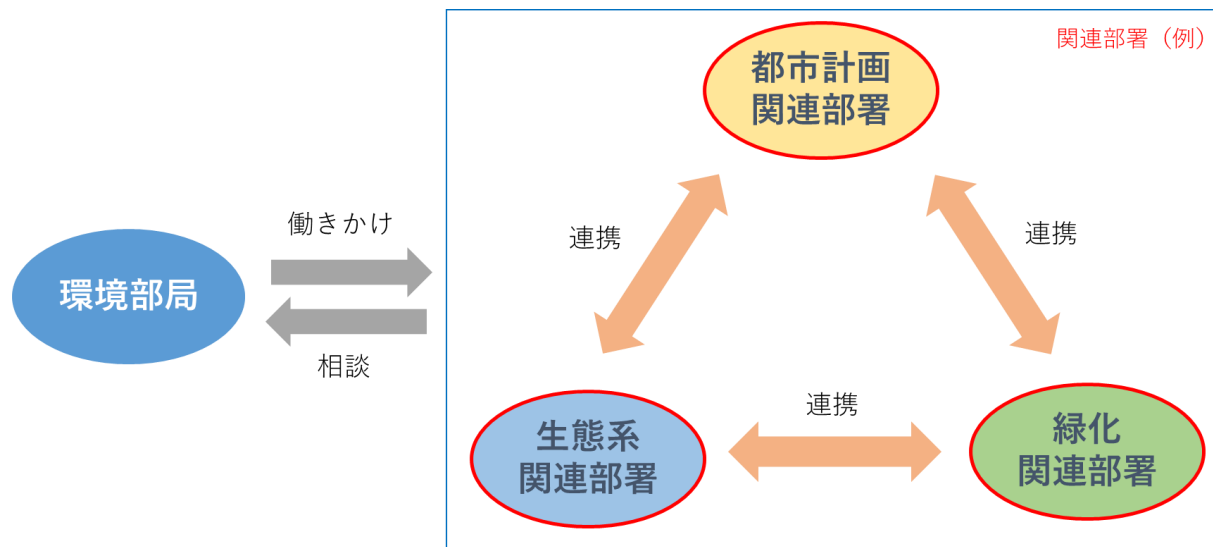 関連部署（例）
都市計画
関連部署
働きかけ
連携
連携
環境部局
相談
連携
生態系
関連部署
緑化
関連部署